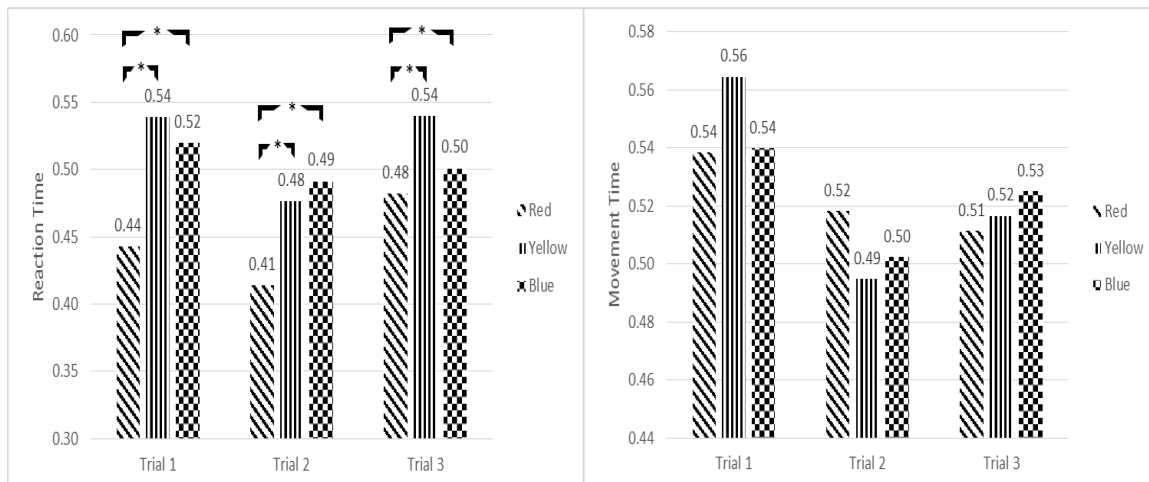 0.60
0.55
0.50
0.45
0.40
0.35
0.30
Reaction Time
*
*
*
*
*
*
0.44
0.54
0.52
0.41
0.48
0.49
0.48
0.54
0.50
Trial 1
Trial 2
Trial 3
Red
Yellow
Blue
0.58
0.56
0.54
0.52
0.50
0.48
0.46
0.44
Movement Time
0.54
0.56
0.54
0.52
0.49
0.50
0.51
0.52
0.53
Trial 1
Trial 2
Trial 3
Red
Yellow
Blue